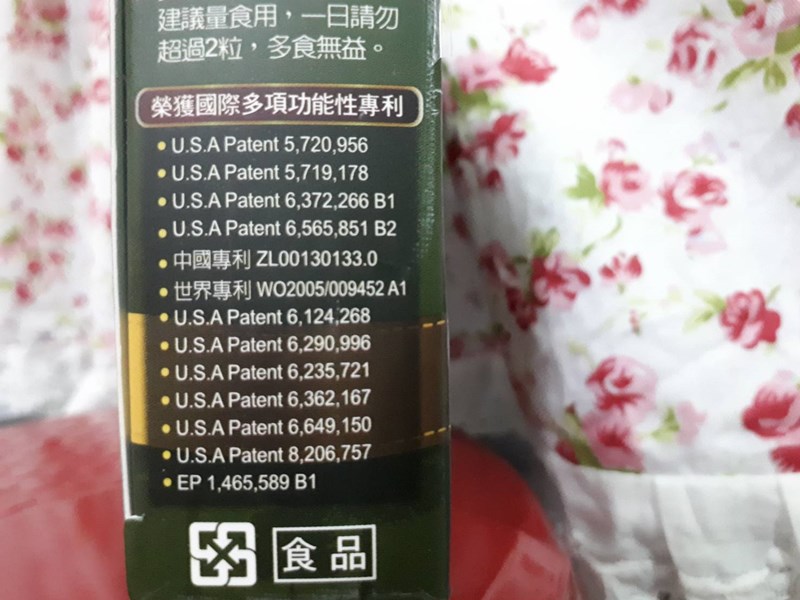 建議量食用，一日請勿
超過2粒，多食無益。
榮獲國際多項功能性專利
• U.S.A Patent 5,720,956
• U.S.A Patent 5,719,178
• U.S.A Patent 6,372,266 B1
• U.S.A Patent 6,565,851 B2
• 中國專利 ZL00130133.0
• 世界專利 WO2005/009452 A1
• U.S.A Patent 6,124,268
• U.S.A Patent 6,290,996
• U.S.A Patent 6,235,721
• U.S.A Patent 6,362,167
• U.S.A Patent 6,649,150
• U.S.A Patent 8,206,757
• EP 1,465,589 B1
食品